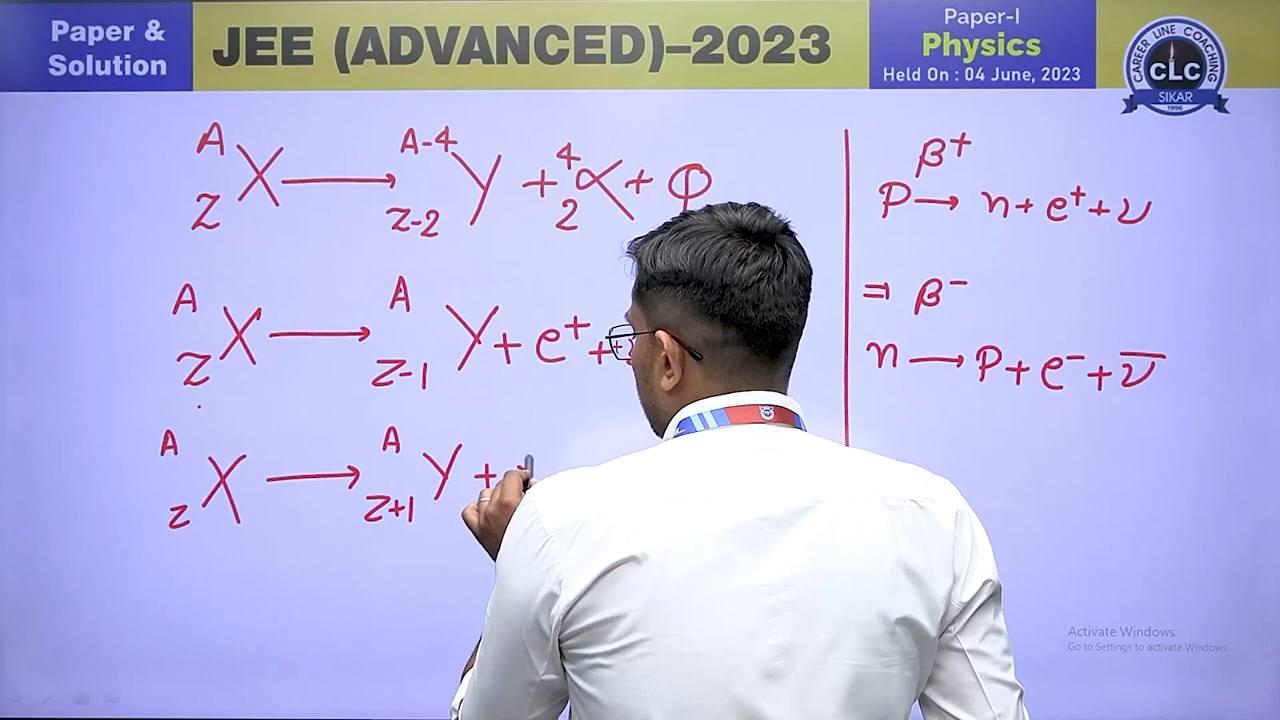 Paper &
Solution
JEE (ADVANCED)–2023
Paper-I
Physics
Held On : 04 June, 2023
CAREER LINE COACHING
CLC
SIKAR
1996
A Z X ⟶ A-4 Z-2 Y + 4 2 α + Q
A Z X ⟶ A Z-1 Y + e⁺ +
A Z X ⟶ A Z+1 Y +
β⁺
P ⟶ n + e⁺ + ν
⇒ β⁻
n ⟶ P + e⁻ + ν̅
Activate Windows
Go to Settings to activate Windows.